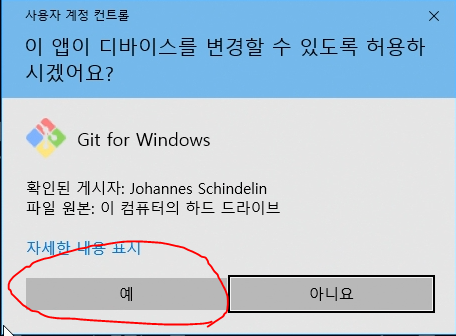 사용자 계정 컨트롤
이 앱이 디바이스를 변경할 수 있도록 허용하
시겠어요?
Git for Windows
확인된 게시자: Johannes Schindelin
파일 원본: 이 컴퓨터의 하드 드라이브
자세한 내용 표시
예
아니요